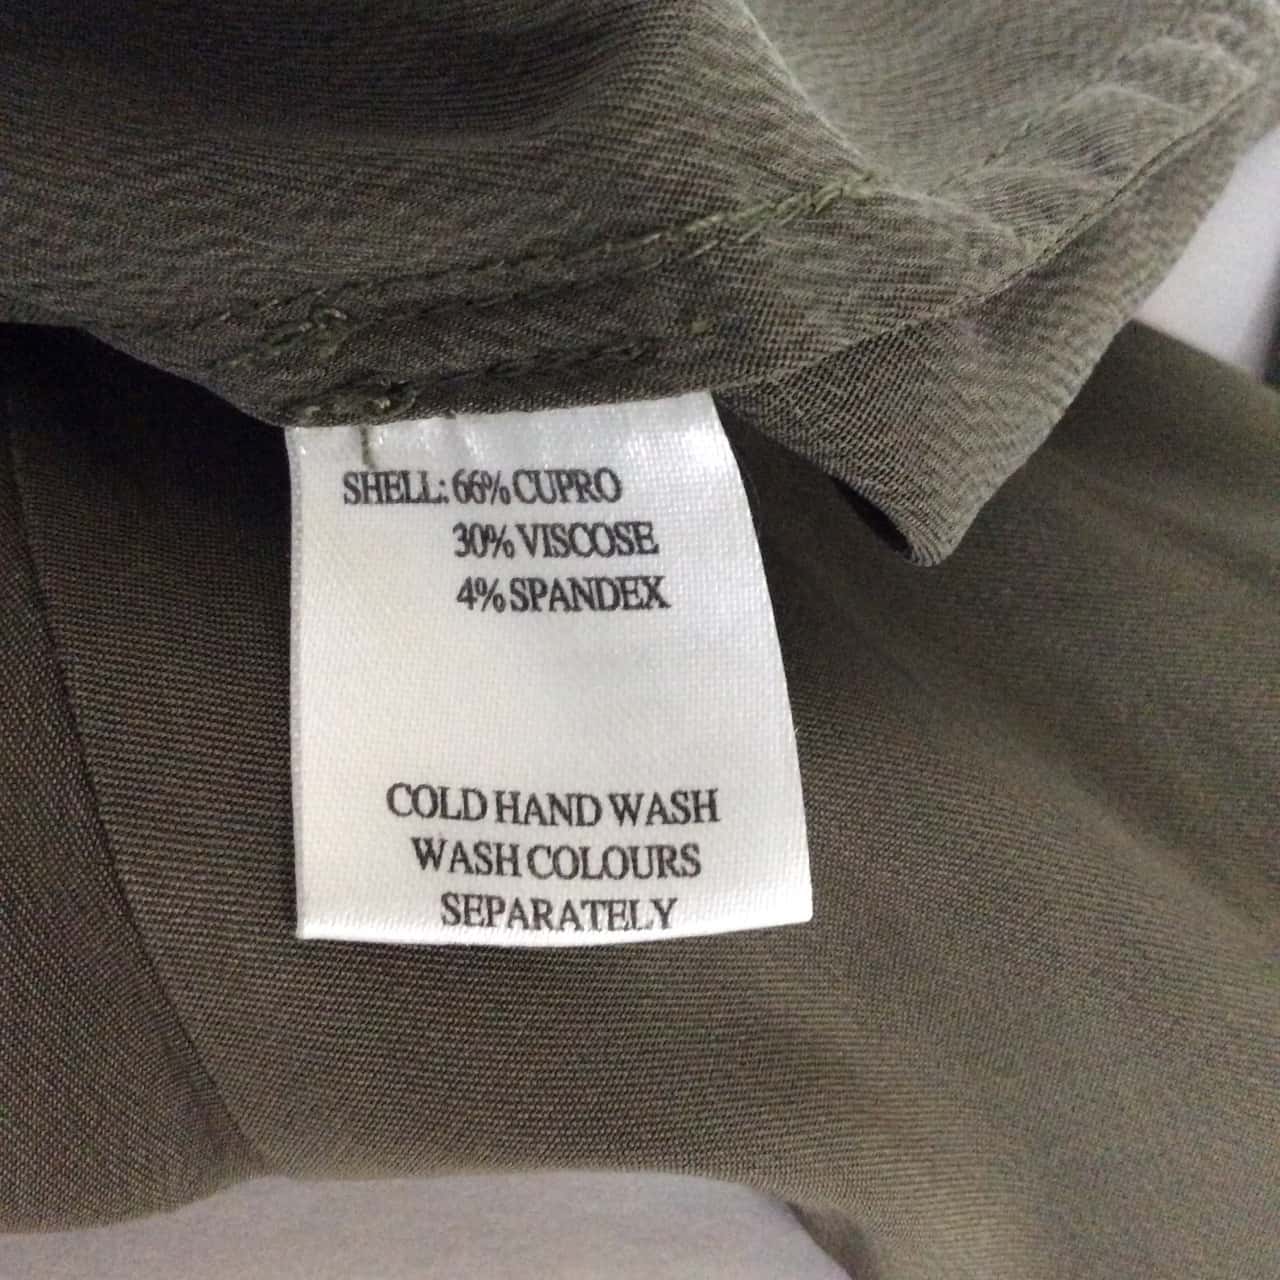 SHELL: 66% CUPRO
30% VISCOSE
4% SPANDEX
COLD HAND WASH
WASH COLOURS
SEPARATELY